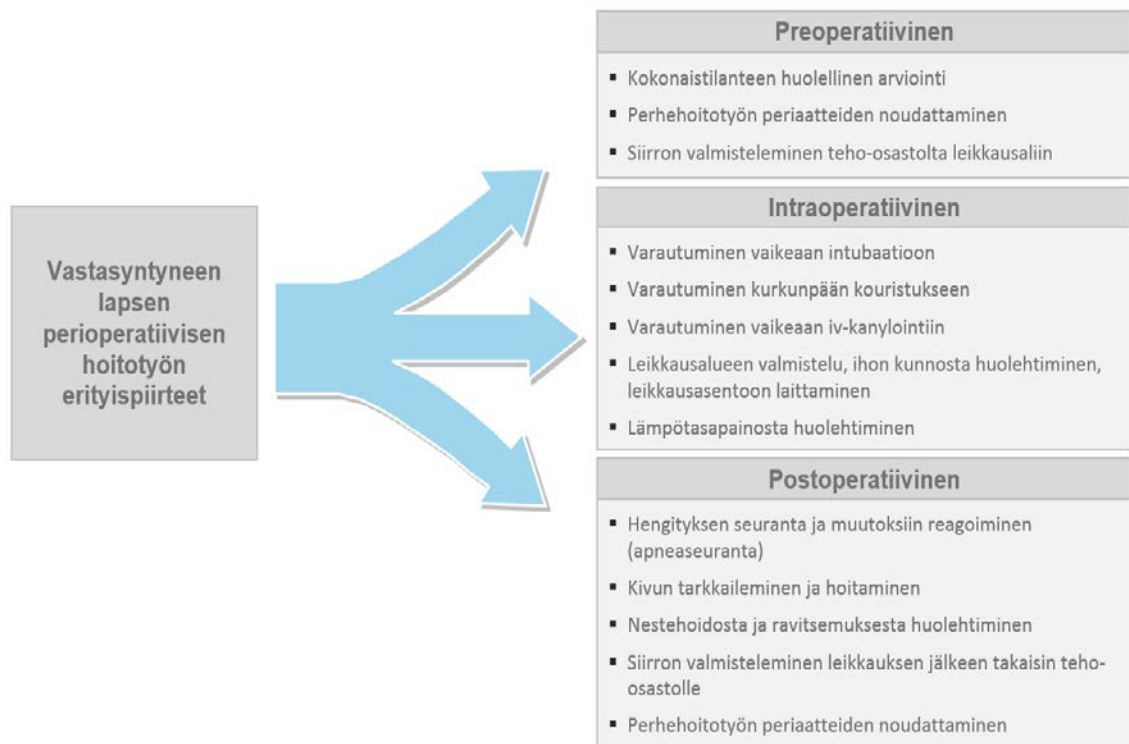 Vastasyntyneen
lapsen
perioperatiivisen
hoitotyön
erityispiirteet
Preoperatiivinen
▪ Kokonaistilanteen huolellinen arviointi
▪ Perhehoitotyön periaatteiden noudattaminen
▪ Siirron valmisteleminen teho-osastolta leikkausaliin
Intraoperatiivinen
▪ Varautuminen vaikeaan intubaatioon
▪ Varautuminen kurkunpään kouristukseen
▪ Varautuminen vaikeaan iv-kanylointiin
▪ Leikkausalueen valmistelu, ihon kunnosta huolehtiminen,
leikkausasentoon laittaminen
▪ Lämpötasapainosta huolehtiminen
Postoperatiivinen
▪ Hengityksen seuranta ja muutoksiin reagoiminen
(apneaseuranta)
▪ Kivun tarkkaileminen ja hoitaminen
▪ Nestehoidosta ja ravitsemuksesta huolehtiminen
▪ Siirron valmisteleminen leikkauksen jälkeen takaisin teho-
osastolle
▪ Perhehoitotyön periaatteiden noudattaminen